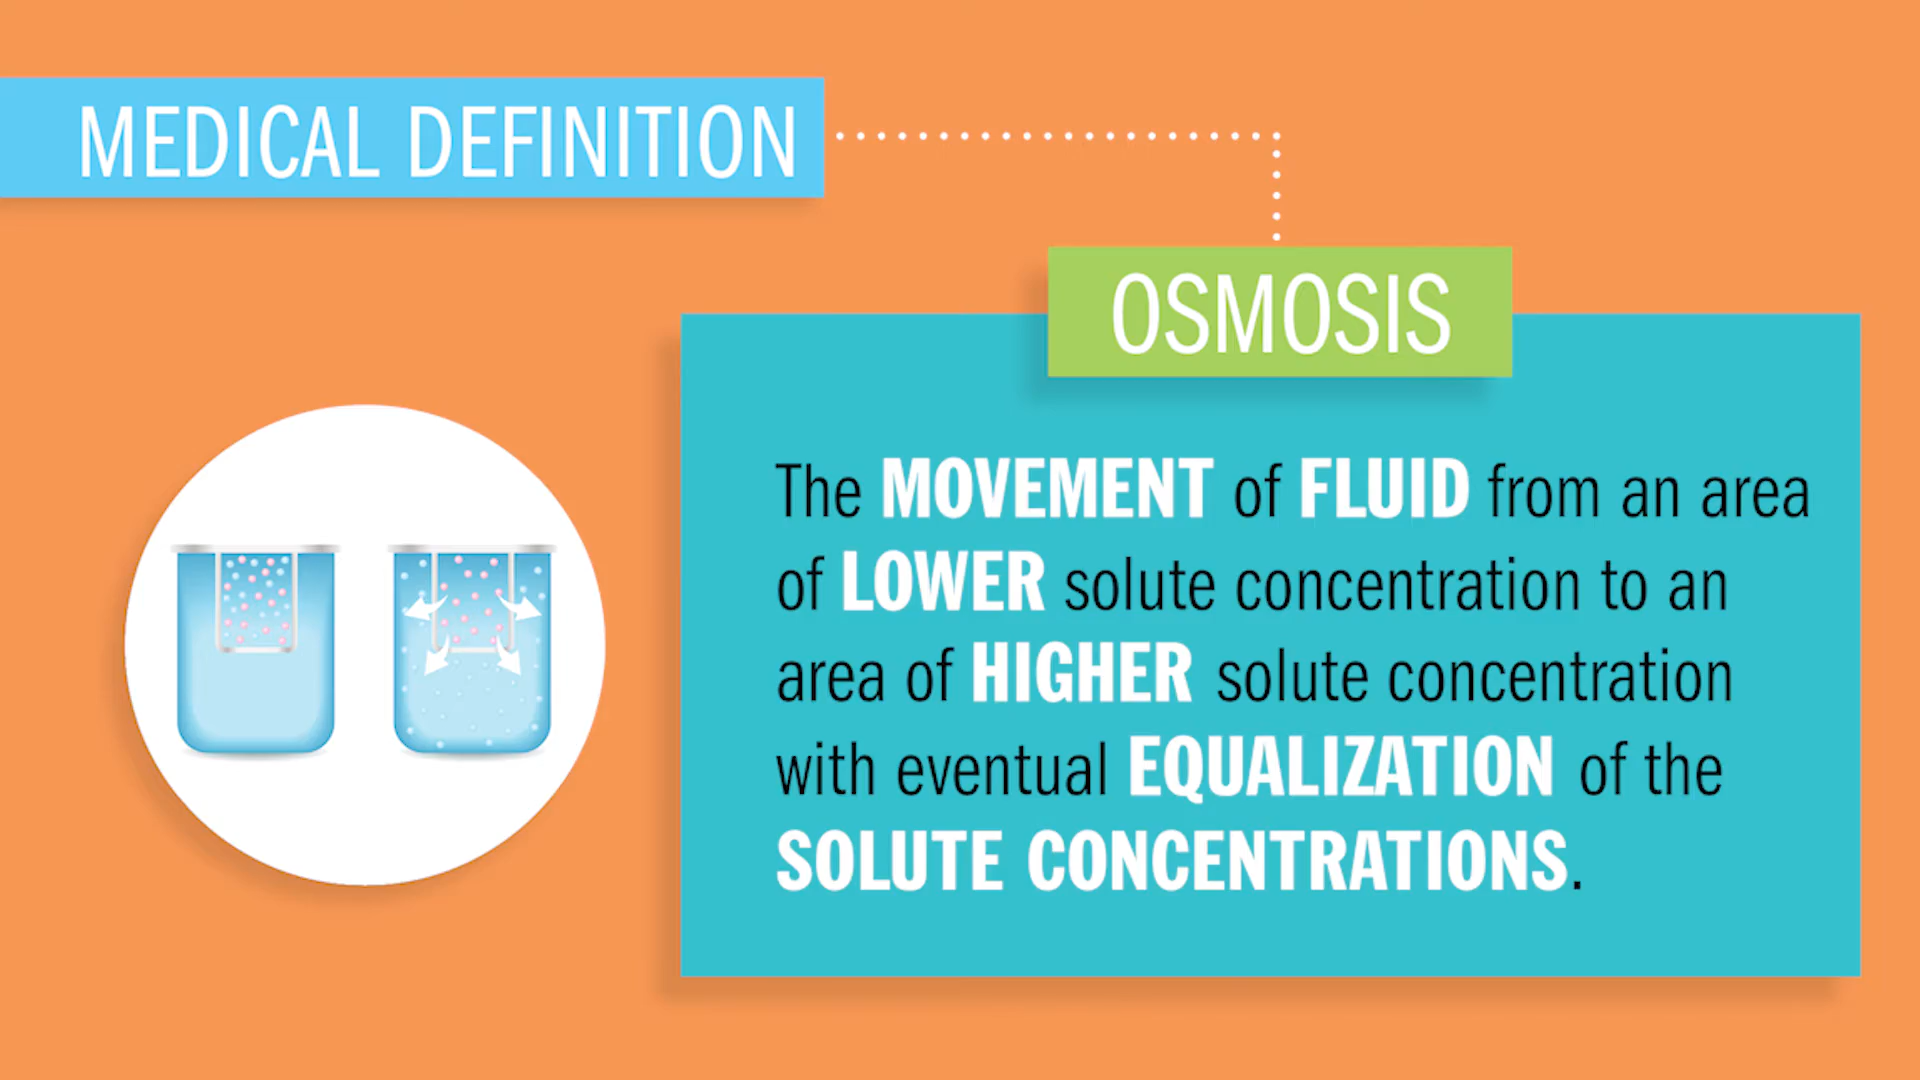 MEDICAL DEFINITION
OSMOSIS
The MOVEMENT of FLUID from an area
of LOWER solute concentration to an
area of HIGHER solute concentration
with eventual EQUALIZATION of the
SOLUTE CONCENTRATIONS.